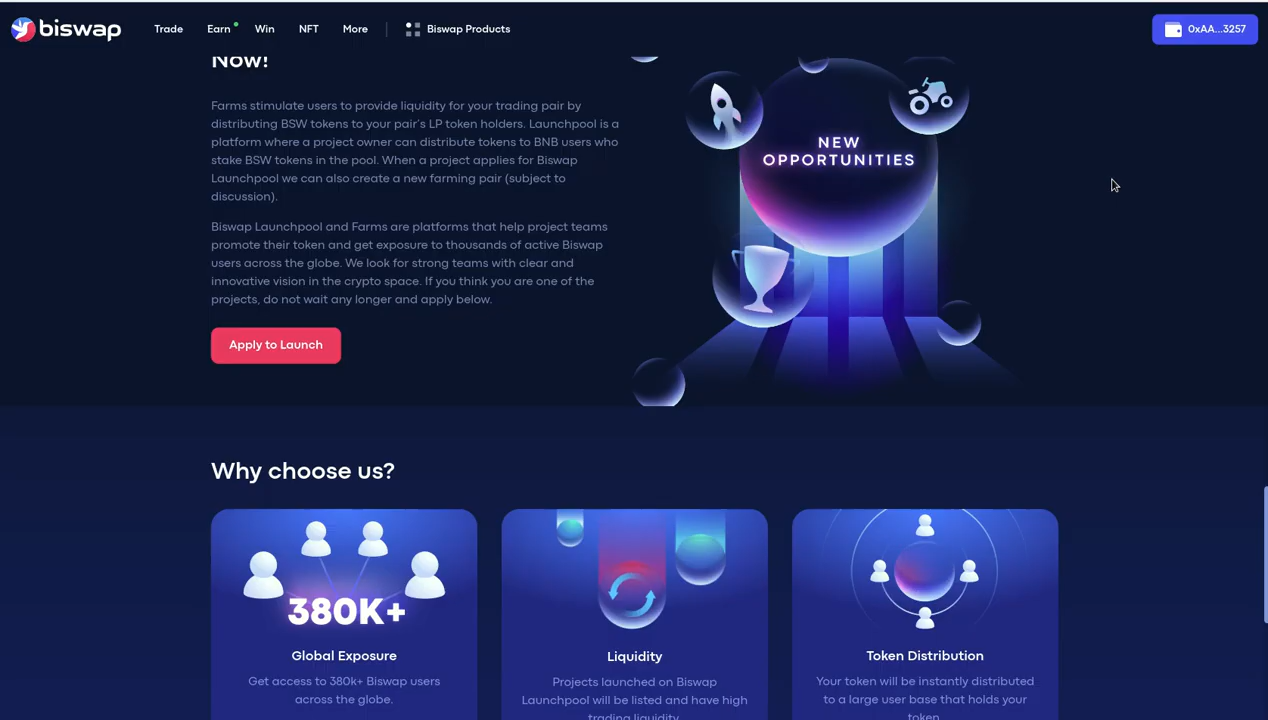 biswap
Trade
Earn
Win
NFT
More
Biswap Products
0xAA...3257
Now!
Farms stimulate users to provide liquidity for your trading pair by
distributing BSW tokens to your pair's LP token holders. Launchpool is a
platform where a project owner can distribute tokens to BNB users who
stake BSW tokens in the pool. When a project applies for Biswap
Launchpool we can also create a new farming pair (subject to
discussion).
Biswap Launchpool and Farms are platforms that help project teams
promote their token and get exposure to thousands of active Biswap
users across the globe. We look for strong teams with clear and
innovative vision in the crypto space. If you think you are one of the
projects, do not wait any longer and apply below.
Apply to Launch
NEW
OPPORTUNITIES
Why choose us?
380K+
Global Exposure
Get access to 380k+ Biswap users
across the globe.
Liquidity
Projects launched on Biswap
Launchpool will be listed and have high
trading liquidity
Token Distribution
Your token will be instantly distributed
to a large user base that holds your
token